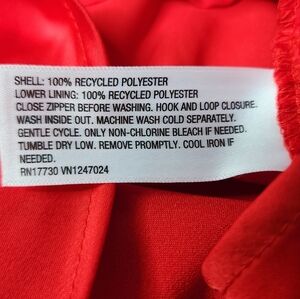 SHELL: 100% RECYCLED POLYESTER
LOWER LINING: 100% RECYCLED POLYESTER
CLOSE ZIPPER BEFORE WASHING. HOOK AND LOOP CLOSURE.
WASH INSIDE OUT. MACHINE WASH COLD SEPARATELY.
GENTLE CYCLE. ONLY NON-CHLORINE BLEACH IF NEEDED.
TUMBLE DRY LOW. REMOVE PROMPTLY. COOL IRON IF
NEEDED.
RN17730 VN1247024